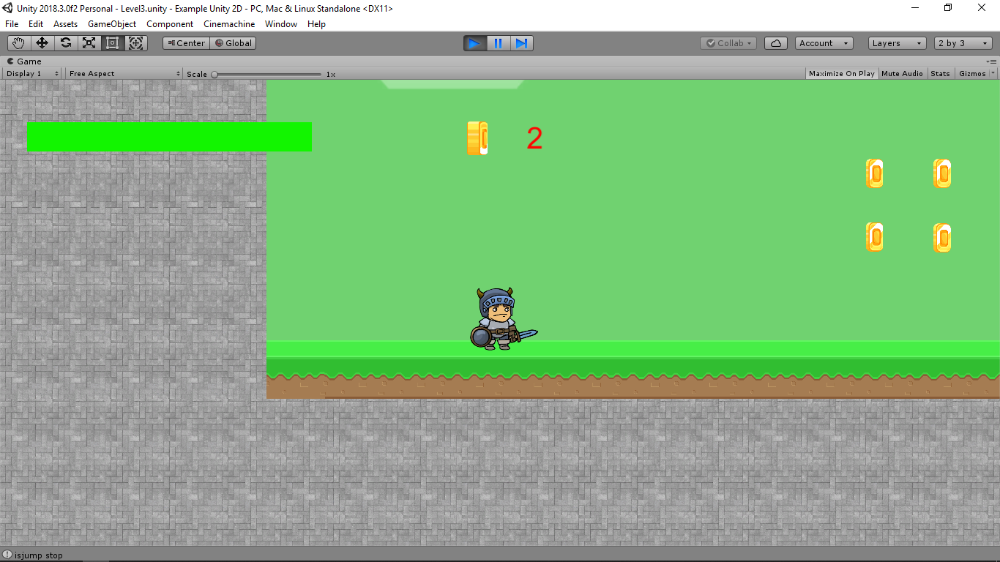 Unity 2018.3.0f2 Personal - Level3.unity - Example Unity 2D - PC, Mac & Linux Standalone <DX11>
File Edit Assets GameObject Component Cinemachine Window Help
Center Global Collab Account Layers 2 by 3
Game
Display 1 Free Aspect Scale 1x Maximize On Play Mute Audio Stats Gizmos
2
isjump stop